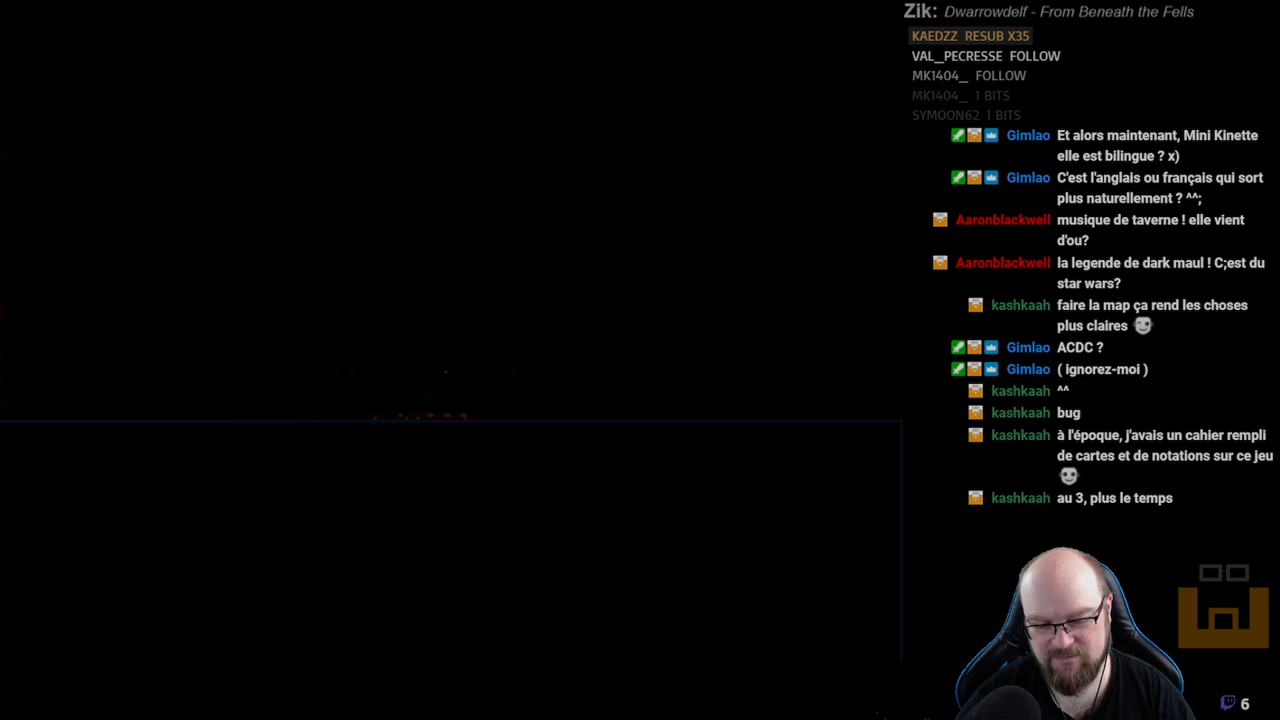 Zik: Dwarrowdelf - From Beneath the Fells
KAEDZZ RESUB X35
VAL_PECRESSE FOLLOW
MK1404_ FOLLOW
MK1404_ 1 BITS
SYMOON62 1 BITS
Gimlao Et alors maintenant, Mini Kinette
elle est bilingue ? x)
Gimlao C'est l'anglais ou français qui sort
plus naturellement ? ^^;
Aaronblackwell musique de taverne ! elle vient
d'ou?
Aaronblackwell la legende de dark maul ! C;est du
star wars?
kashkaah faire la map ça rend les choses
plus claires
Gimlao ACDC ?
Gimlao ( ignorez-moi )
kashkaah ^^
kashkaah bug
kashkaah à l'époque, j'avais un cahier rempli
de cartes et de notations sur ce jeu
kashkaah au 3, plus le temps
6